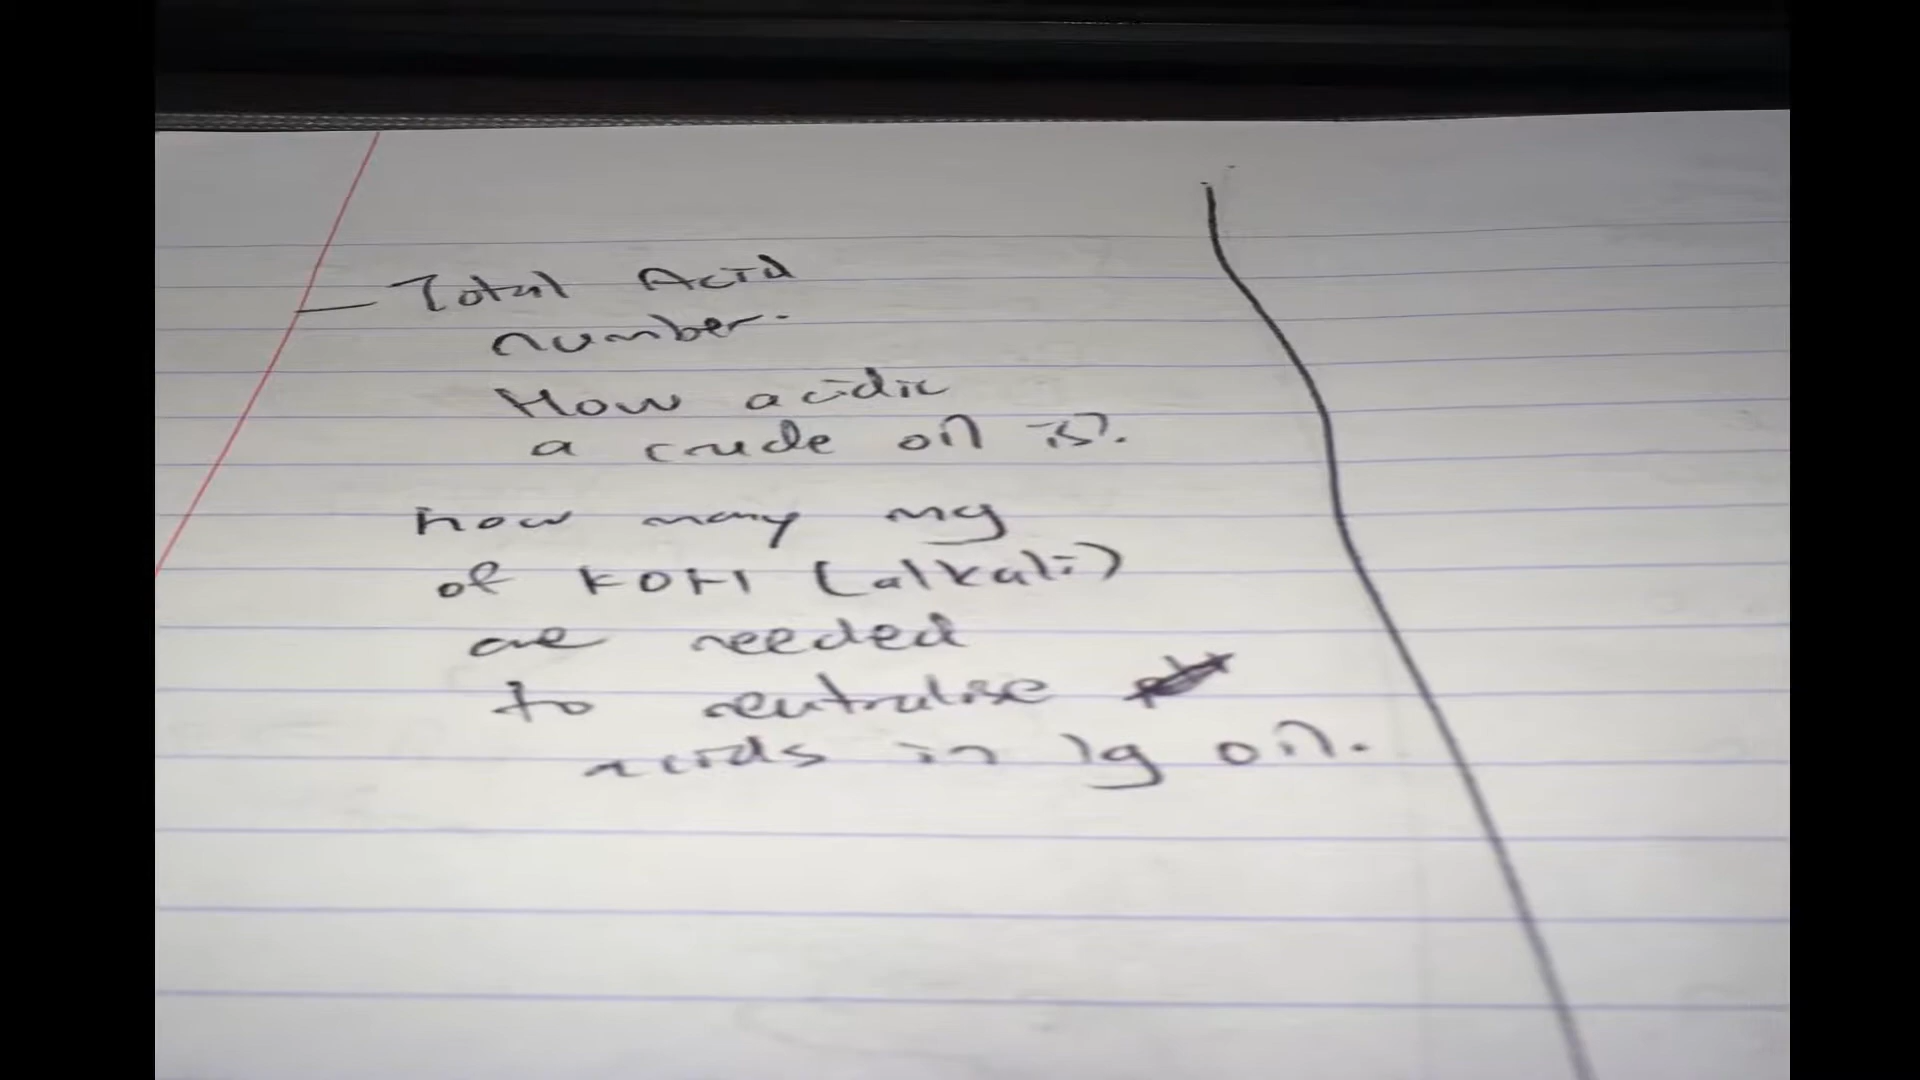 - Total Acid
number.
How acidic
a crude oil is?.
how many mg
of KOH (alkali)
are needed
to neutralise
acids in 1g oil.